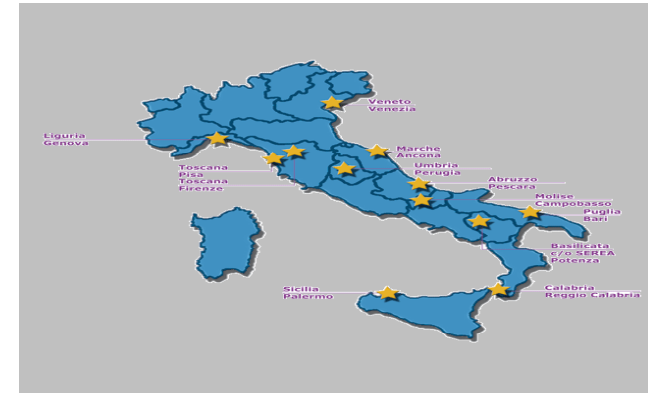 Veneto
Venezia
Liguria
Genova
Marche
Ancona
Toscana
Pisa
Toscana
Firenze
Umbria
Perugia
Abruzzo
Pescara
Molise
Campobasso
Puglia
Bari
Basilicata
c/o SEREA
Potenza
Sicilia
Palermo
Calabria
Reggio Calabria